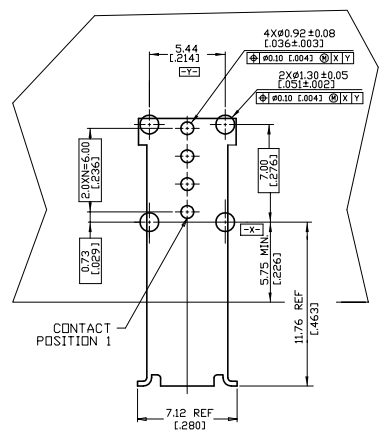 5.44
[.214]
-Y-
4XØ0.92±0.08
[.036±.003]
⌖ Ø0.10 [.004] Ⓜ X Y
2XØ1.30±0.05
[.051±.002]
⌖ Ø0.10 [.004] Ⓜ X Y
2.0XN=6.00
[.236]
7.00
[.276]
0.73
[.029]
-X-
5.75 MIN.
[.226]
11.76 REF
[.463]
CONTACT
POSITION 1
7.12 REF
[.280]